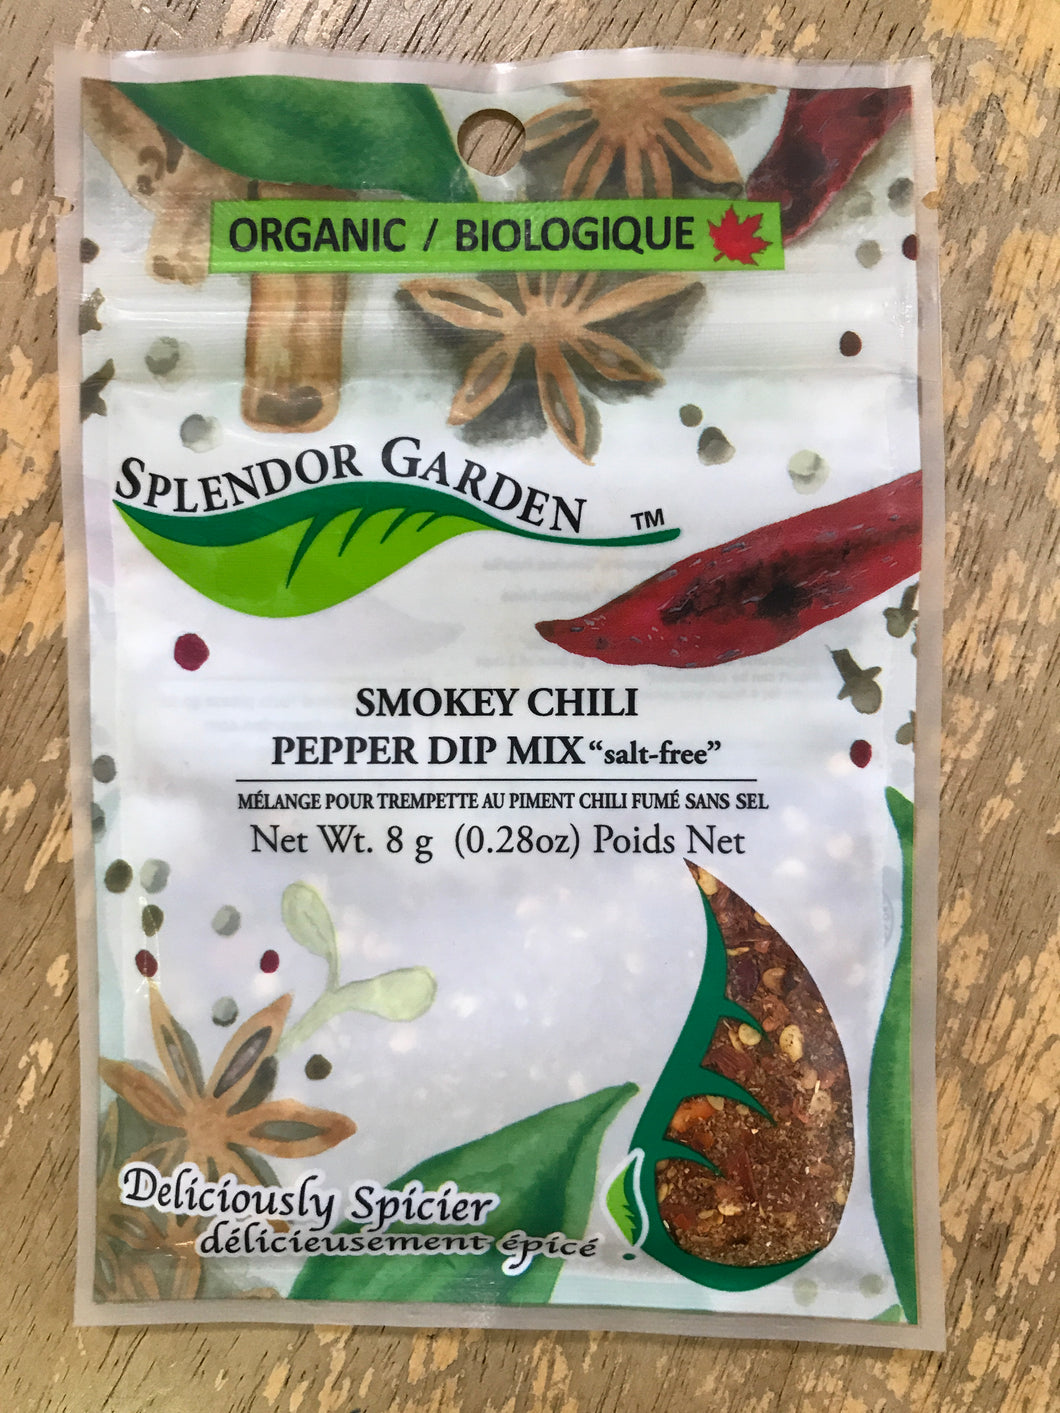 ORGANIC / BIOLOGIQUE
SPLENDOR GARDEN TM
SMOKEY CHILI
PEPPER DIP MIX “salt-free”
MÉLANGE POUR TREMPETTE AU PIMENT CHILI FUMÉ SANS SEL
Net Wt. 8 g (0.28oz) Poids Net
Deliciously Spicier
délicieusement épicé